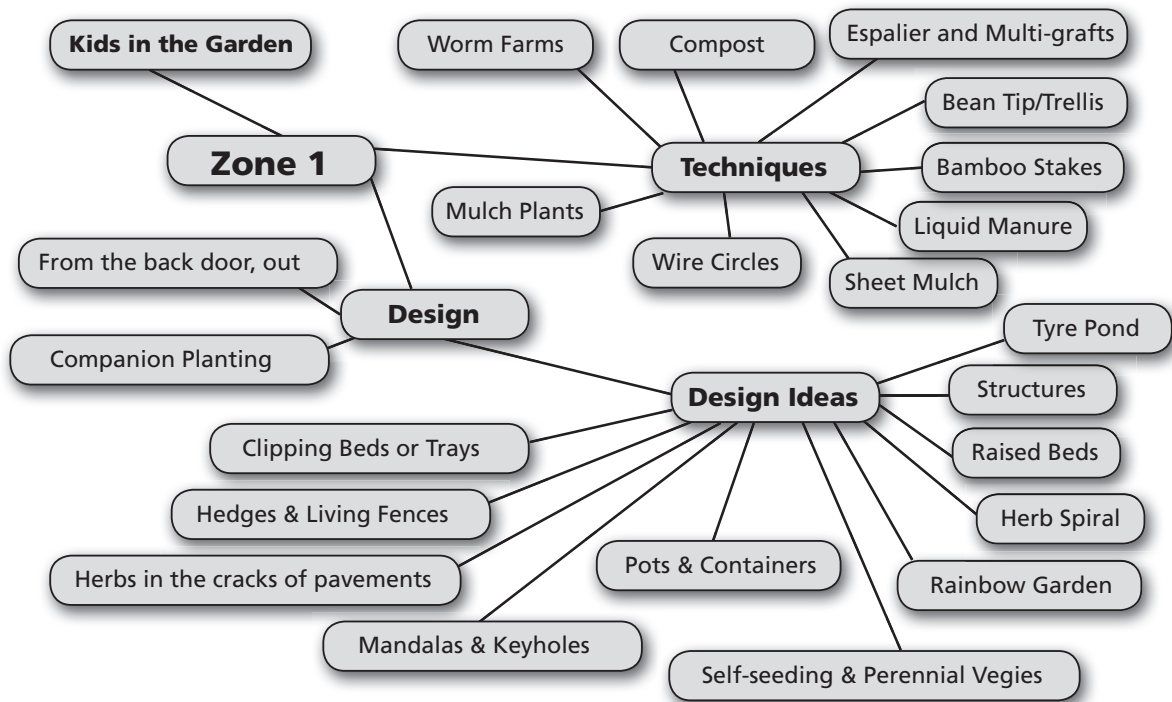 Kids in the Garden
Worm Farms
Compost
Espalier and Multi-grafts
Bean Tip/Trellis
Zone 1
Techniques
Bamboo Stakes
Mulch Plants
Liquid Manure
From the back door, out
Wire Circles
Sheet Mulch
Design
Tyre Pond
Companion Planting
Design Ideas
Structures
Clipping Beds or Trays
Raised Beds
Hedges & Living Fences
Herb Spiral
Herbs in the cracks of pavements
Pots & Containers
Rainbow Garden
Mandalas & Keyholes
Self-seeding & Perennial Vegies